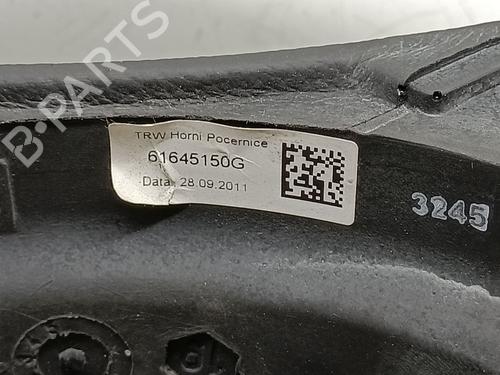 B-PARTS
TRW Horni Pocernice
61645150G
Data: 28.09.2011
3245